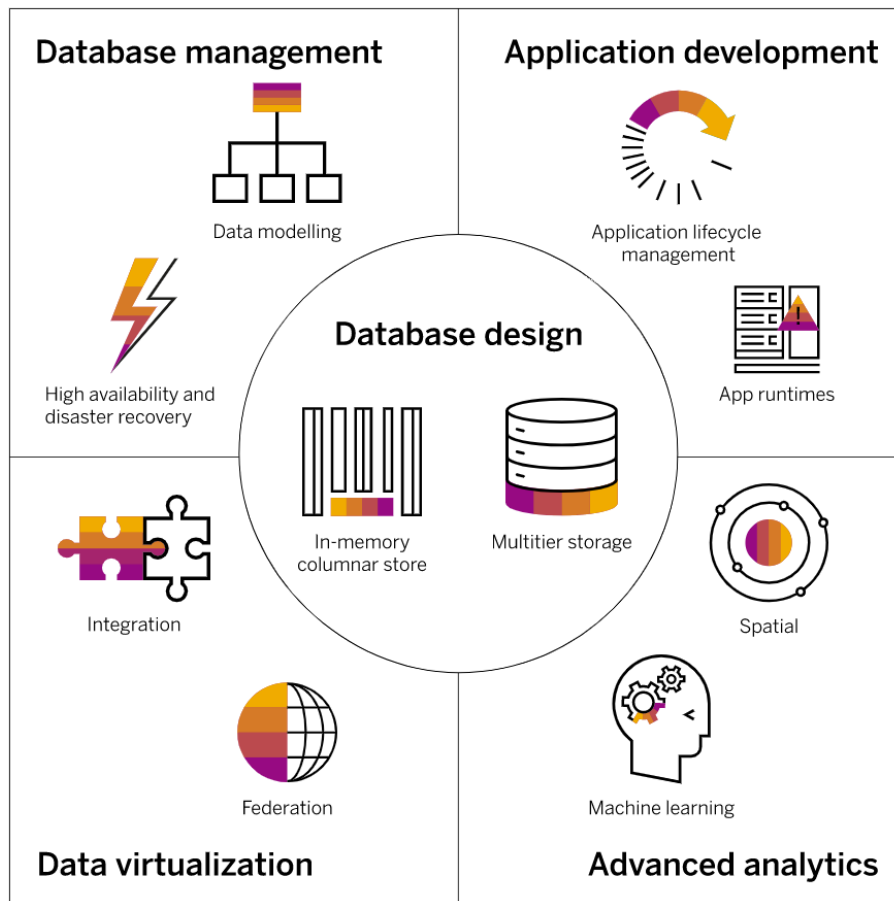 Database management
Data modelling
High availability and
disaster recovery
Application development
Application lifecycle
management
App runtimes
Database design
In-memory
columnar store
Multitier storage
Integration
Federation
Data virtualization
Spatial
Machine learning
Advanced analytics